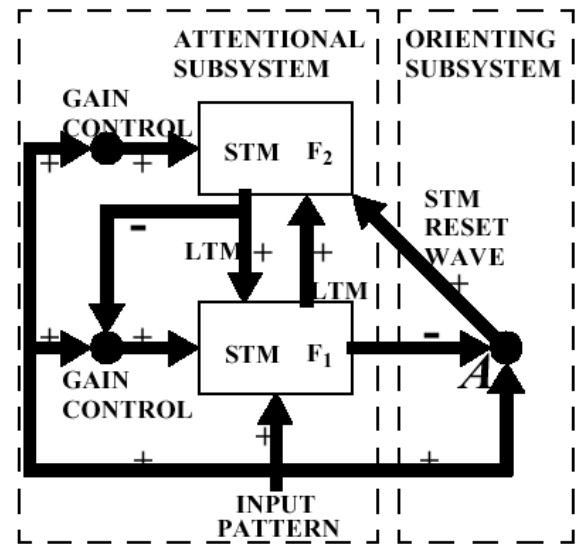 ATTENTIONAL
SUBSYSTEM
ORIENTING
SUBSYSTEM
GAIN
CONTROL
+
+
STM F2
STM
RESET
WAVE
-
LTM +
+
+
LTM
+
+
STM F1
-
A
GAIN
CONTROL
+
+
+
INPUT
PATTERN